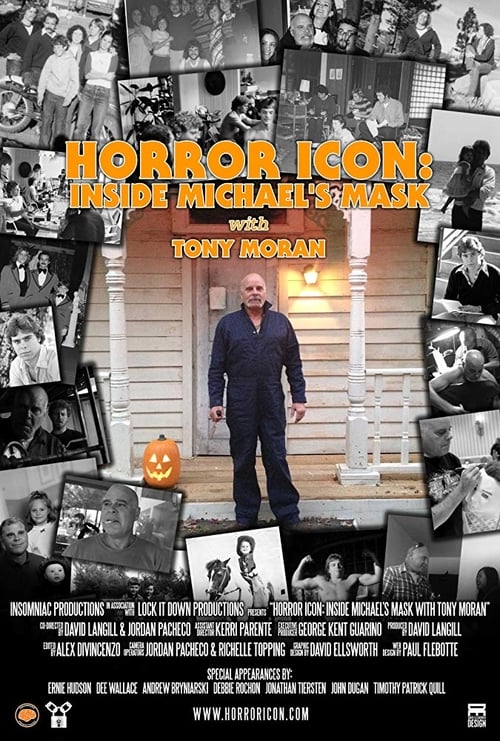 HORROR ICON:
INSIDE MICHAEL'S MASK
with
TONY MORAN
INSOMNIAC PRODUCTIONS IN ASSOCIATION WITH LOCK IT DOWN PRODUCTIONS PRESENTS "HORROR ICON: INSIDE MICHAEL'S MASK WITH TONY MORAN"
CO-DIRECTED BY DAVID LANGILL & JORDAN PACHECO ASSISTANT DIRECTOR KERRI PARENTE EXECUTIVE PRODUCER GEORGE KENT GUARINO PRODUCED BY DAVID LANGILL
EDITED BY ALEX DIVINCENZO CAMERA OPERATORS JORDAN PACHECO & RICHELLE TOPPING GRAPHIC DESIGN BY DAVID ELLSWORTH WEB DESIGN BY PAUL FLEBOTTE
SPECIAL APPEARANCES BY:
ERNIE HUDSON DEE WALLACE ANDREW BRYNIARSKI DEBBIE ROCHON JONATHAN TIERSTEN JOHN DUGAN TIMOTHY PATRICK QUILL
WWW.HORRORICON.COM
DESIGN